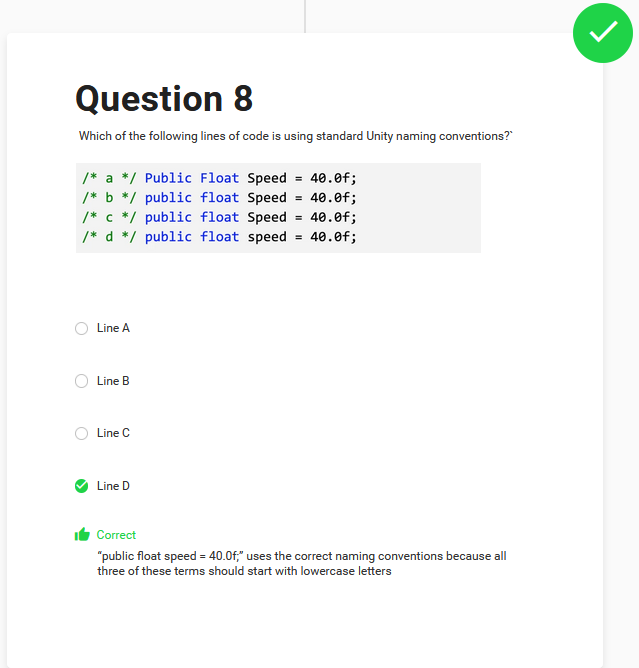 Question 8
Which of the following lines of code is using standard Unity naming conventions?`
/* a */ Public Float Speed = 40.0f;
/* b */ public float Speed = 40.0f;
/* c */ public float Speed = 40.0f;
/* d */ public float speed = 40.0f;
Line A
Line B
Line C
Line D
Correct
“public float speed = 40.0f;” uses the correct naming conventions because all
three of these terms should start with lowercase letters